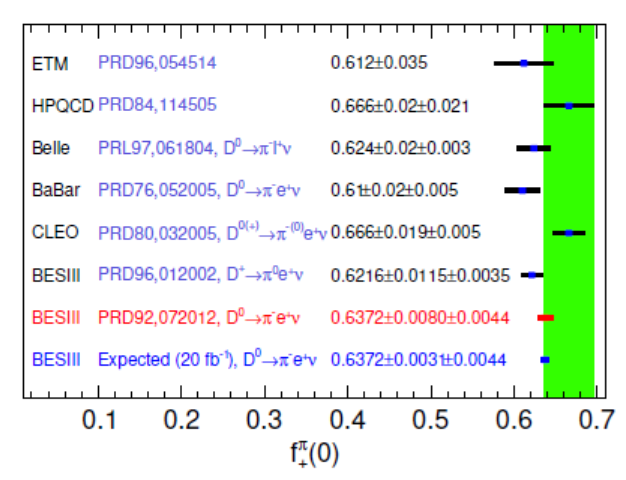 ETM PRD96,054514 0.612±0.035
HPQCD PRD84,114505 0.666±0.02±0.021
Belle PRL97,061804, D⁰→π⁻l⁺ν 0.624±0.02±0.003
BaBar PRD76,052005, D⁰→π⁻e⁺ν 0.61±0.02±0.005
CLEO PRD80,032005, D⁰⁽⁺⁾→π⁻⁽⁰⁾e⁺ν 0.666±0.019±0.005
BESIII PRD96,012002, D⁺→π⁰e⁺ν 0.6216±0.0115±0.0035
BESIII PRD92,072012, D⁰→π⁻e⁺ν 0.6372±0.0080±0.0044
BESIII Expected (20 fb⁻¹), D⁰→π⁻e⁺ν 0.6372±0.0031±0.0044
0.1 0.2 0.3 0.4 0.5 0.6 0.7
f₊^π(0)